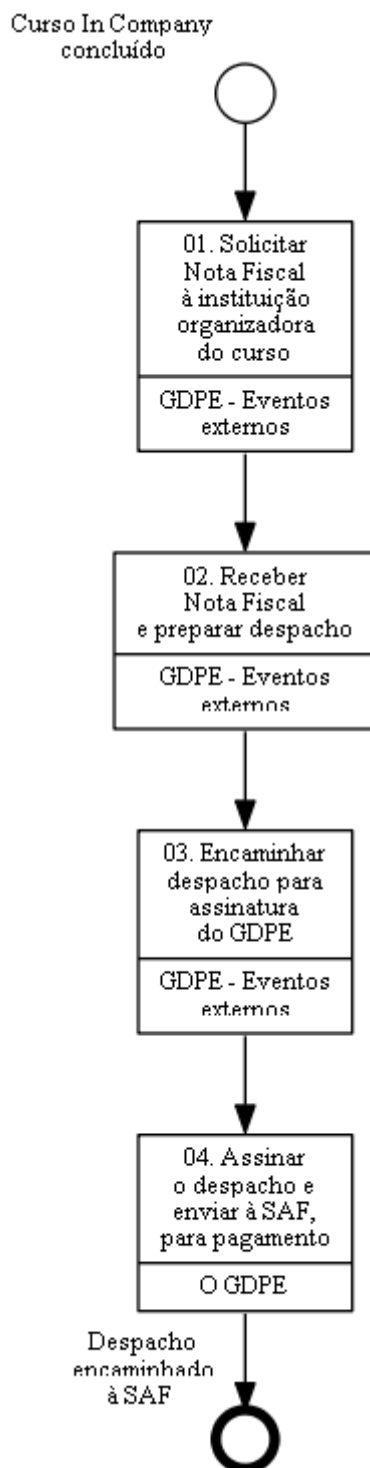 Curso In Company
concluído
01. Solicitar
Nota Fiscal
à instituição
organizadora
do curso
GDPE - Eventos
externos
02. Receber
Nota Fiscal
e preparar despacho
GDPE - Eventos
externos
03. Encaminhar
despacho para
assinatura
do GDPE
GDPE - Eventos
externos
04. Assinar
o despacho e
enviar à SAF,
para pagamento
O GDPE
Despacho
encaminhado
à SAF